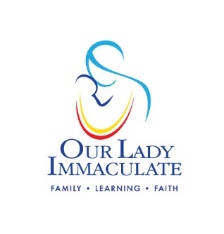 OUR LADY
IMMACULATE
FAMILY • LEARNING • FAITH